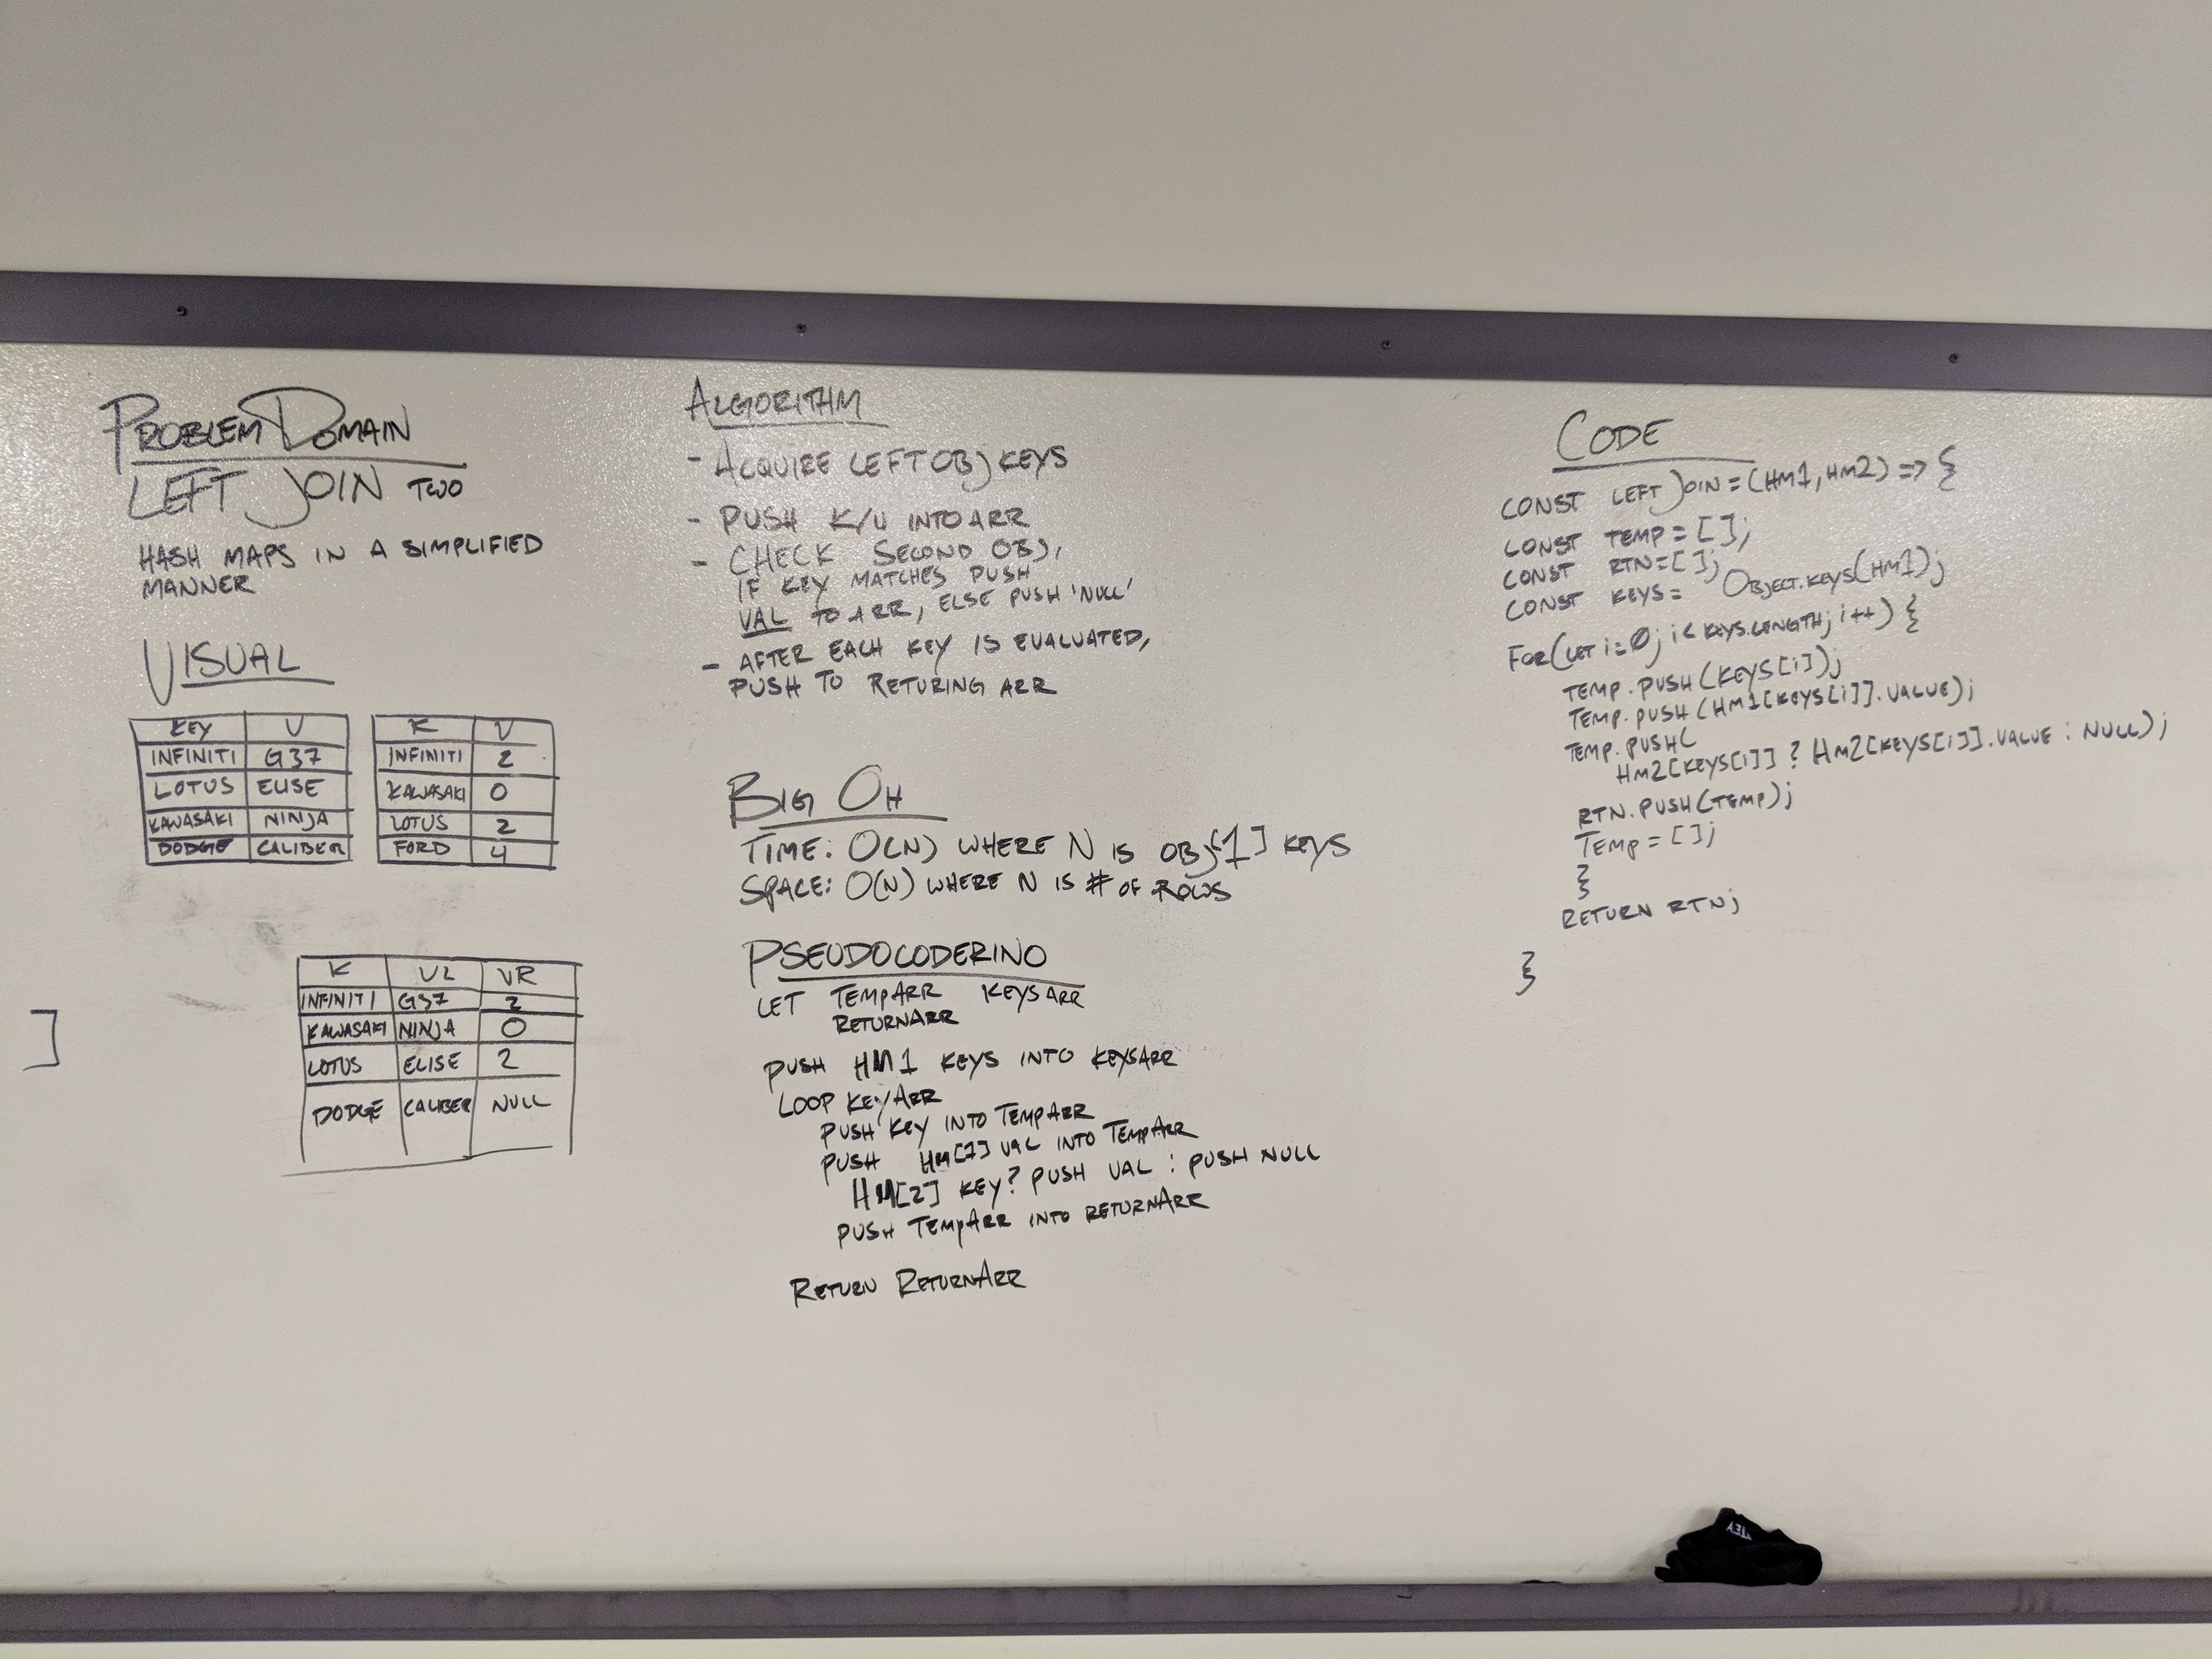 PROBLEM DOMAIN
LEFT JOIN TWO
HASH MAPS IN A SIMPLIFIED
MANNER
VISUAL
KEY V
INFINITI G37
LOTUS ELISE
KAWASAKI NINJA
DODGE CALIBER
K V
INFINITI 2
KAWASAKI 0
LOTUS 2
FORD 4
K VL VR
INFINITI G37 2
KAWASAKI NINJA 0
LOTUS ELISE 2
DODGE CALIBER NULL
]
ALGORITHM
- ACQUIRE LEFT OBJ KEYS
- PUSH K/V INTO ARR
- CHECK SECOND OBJ,
IF KEY MATCHES PUSH
VAL TO ARR, ELSE PUSH 'NULL'
- AFTER EACH KEY IS EVALUATED,
PUSH TO RETURING ARR
BIG OH
TIME: O(N) WHERE N IS OBJ[1] KEYS
SPACE: O(N) WHERE N IS # OF ROWS
PSEUDOCODERINO
LET TEMPARR KEYSARR
RETURNARR
PUSH HM1 KEYS INTO KEYSARR
LOOP KEYARR
PUSH KEY INTO TEMPARR
PUSH HM[1] VAL INTO TEMPARR
HM[2] KEY? PUSH VAL : PUSH NULL
PUSH TEMPARR INTO RETURNARR
RETURN RETURNARR
CODE
CONST LEFTJOIN = (HM1, HM2) => {
CONST TEMP = [];
CONST RTN = [];
CONST KEYS = OBJECT.KEYS(HM1);
FOR(LET i=0; i < KEYS.LENGTH; i++) {
TEMP.PUSH(KEYS[i]);
TEMP.PUSH(HM1[KEYS[i]].VALUE);
TEMP.PUSH(
HM2[KEYS[i]] ? HM2[KEYS[i]].VALUE : NULL);
RTN.PUSH(TEMP);
TEMP = [];
}
RETURN RTN;
}